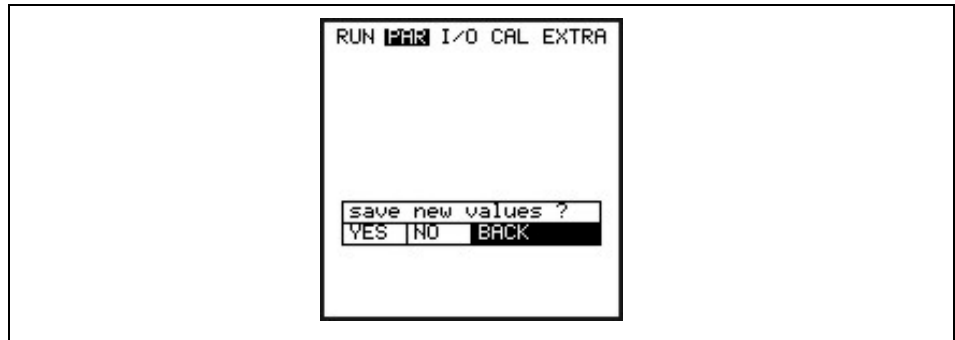 RUN PAR I/O CAL EXTRA
save new values ?
YES NO BACK